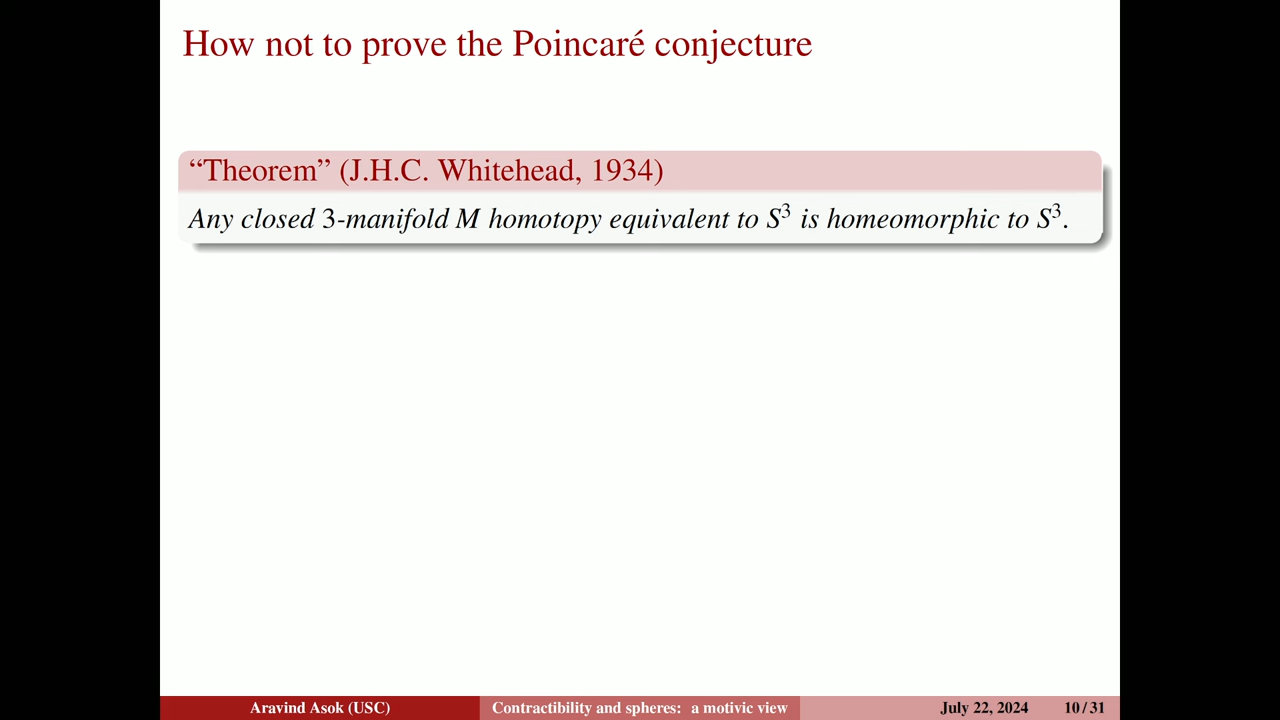 How not to prove the Poincaré conjecture
“Theorem” (J.H.C. Whitehead, 1934)
Any closed 3-manifold M homotopy equivalent to S³ is homeomorphic to S³.
Aravind Asok (USC) Contractibility and spheres: a motivic view July 22, 2024 10 / 31